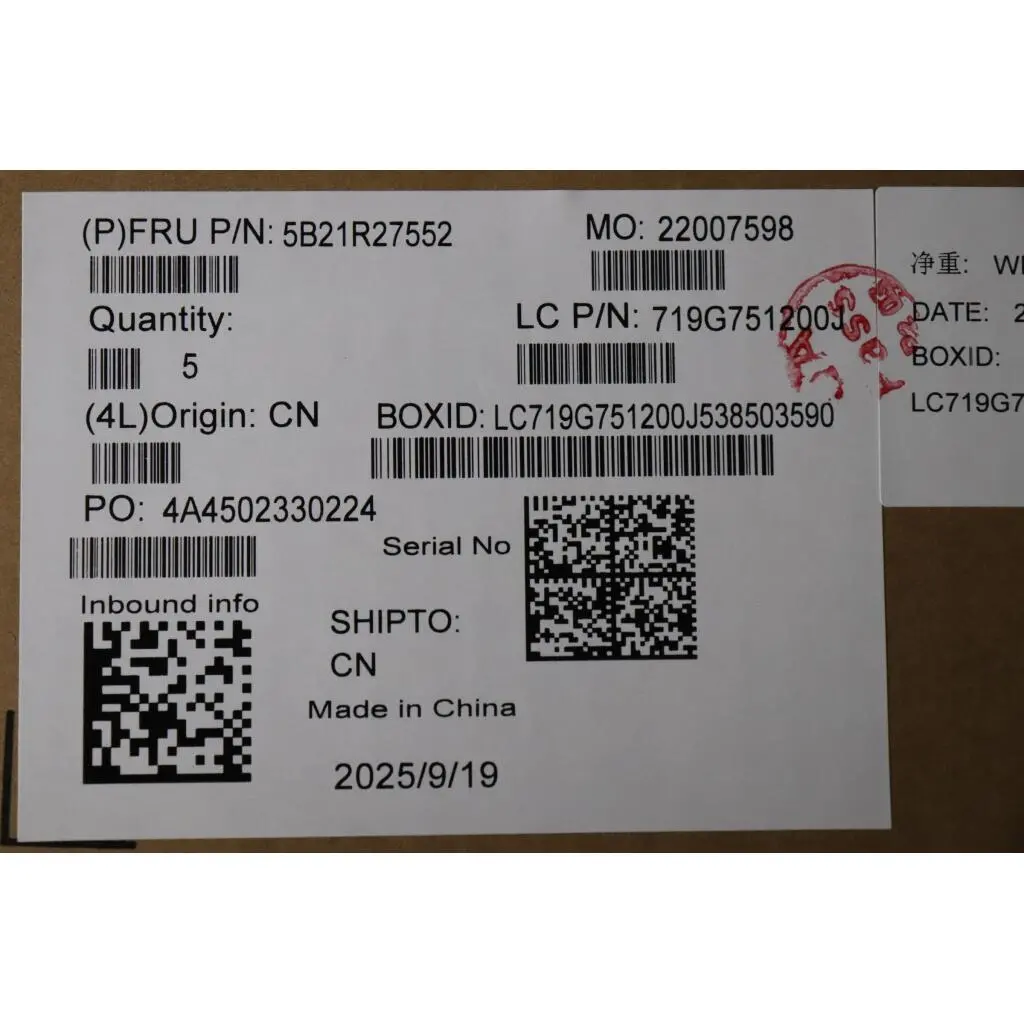 (P)FRU P/N: 5B21R27552
MO: 22007598
Quantity:
5
LC P/N: 719G751200J
(4L)Origin: CN
BOXID: LC719G751200J538503590
PO: 4A4502330224
Serial No
Inbound info
SHIPTO:
CN
Made in China
2025/9/19
净重:
DATE: 2
BOXID:
LC719G7